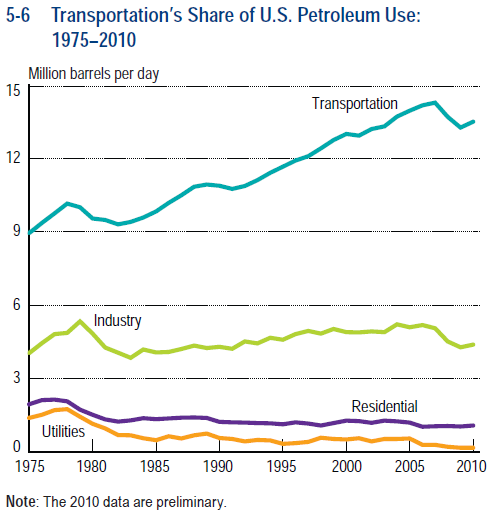 5-6 Transportation's Share of U.S. Petroleum Use:
1975–2010
Million barrels per day
15
Transportation
12
9
6
Industry
3
Residential
Utilities
0
1975 1980 1985 1990 1995 2000 2005 2010
Note: The 2010 data are preliminary.